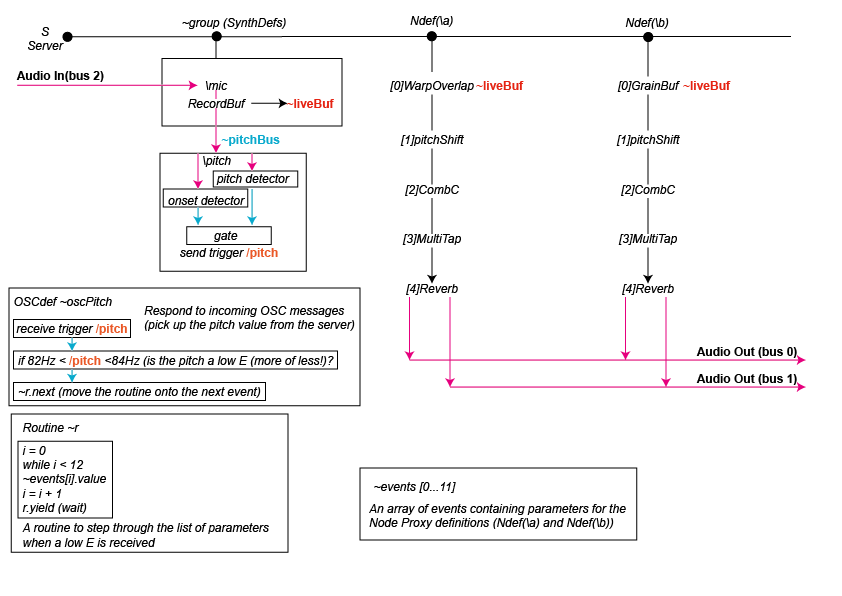 S
Server
~group (SynthDefs)
Ndef(\a)
Ndef(\b)
Audio In(bus 2)
\mic
RecordBuf
~liveBuf
~pitchBus
\pitch
pitch detector
onset detector
gate
send trigger /pitch
[0]WarpOverlap ~liveBuf
[1]pitchShift
[2]CombC
[3]MultiTap
[4]Reverb
[0]GrainBuf ~liveBuf
[1]pitchShift
[2]CombC
[3]MultiTap
[4]Reverb
Audio Out (bus 0)
Audio Out (bus 1)
OSCdef ~oscPitch
Respond to incoming OSC messages
(pick up the pitch value from the server)
receive trigger /pitch
if 82Hz < /pitch <84Hz (is the pitch a low E (more of less!)?
~r.next (move the routine onto the next event)
Routine ~r
i = 0
while i < 12
~events[i].value
i = i + 1
r.yield (wait)
A routine to step through the list of parameters
when a low E is received
~events [0...11]
An array of events containing parameters for the
Node Proxy definitions (Ndef(\a) and Ndef(\b))